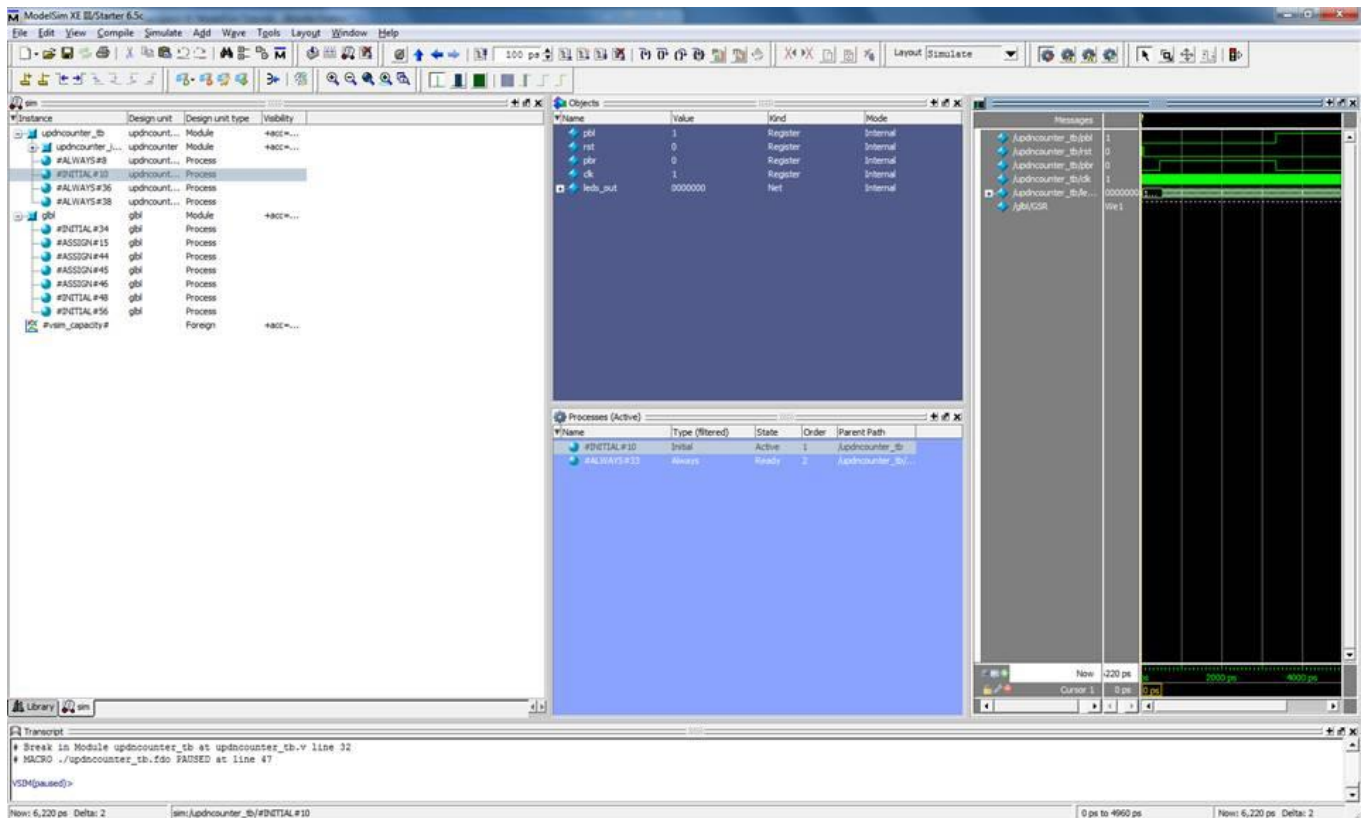 ModelSim XE III/Starter 6.5c
File Edit View Compile Simulate Add Wave Tools Layout Window Help
100 ps Layout Simulate
sim
Instance Design unit Design unit type Visibility
updncounter_tb updncount... Module +acc=...
updncounter_i... updncounter Module +acc=...
#ALWAYS#8 updncount... Process
#INITIAL#10 updncount... Process
#ALWAYS#36 updncount... Process
#ALWAYS#38 updncount... Process
glbl glbl Module +acc=...
#INITIAL#34 glbl Process
#ASSIGN#15 glbl Process
#ASSIGN#44 glbl Process
#ASSIGN#45 glbl Process
#ASSIGN#46 glbl Process
#INITIAL#48 glbl Process
#INITIAL#56 glbl Process
#vsim_capacity# Foreign +acc=...
Library sim
Objects
Name Value Kind Mode
pbl 1 Register Internal
rst 0 Register Internal
pbr 0 Register Internal
clk 1 Register Internal
leds_out 0000000 Net Internal
Processes (Active)
Name Type (filtered) State Order Parent Path
#INITIAL#10 Initial Active 1 /updncounter_tb
#ALWAYS#33 Always Ready 2 /updncounter_tb/...
Messages
/updncounter_tb/pbl 1
/updncounter_tb/rst 0
/updncounter_tb/pbr 0
/updncounter_tb/clk 1
/updncounter_tb/le... 0000000
/glbl/GSR We1
Now 220 ps 2000 ps 4000 ps
Cursor 1 0 ps 0 ps
Transcript
# Break in Module updncounter_tb at updncounter_tb.v line 32
# MACRO ./updncounter_tb.fdo PAUSED at line 47
VSIM(paused)>
Now: 6,220 ps Delta: 2 sim:/updncounter_tb/#INITIAL#10 0 ps to 4960 ps Now: 6,220 ps Delta: 2